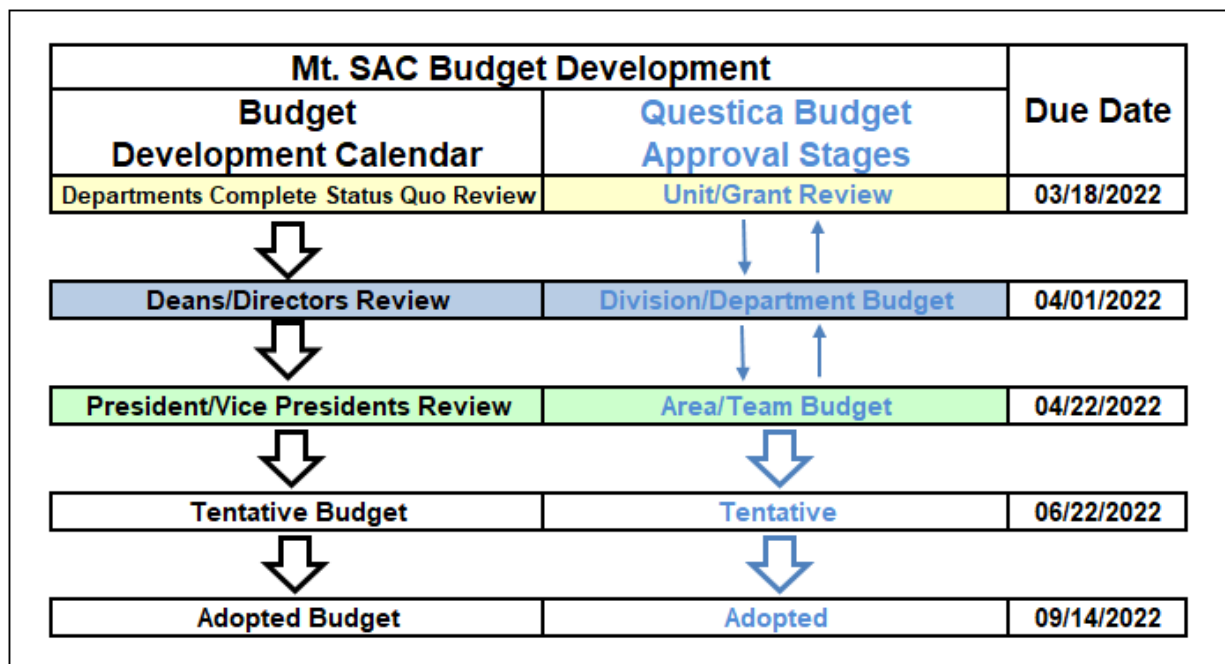 Mt. SAC Budget Development
Due Date
Budget
Development Calendar
Questica Budget
Approval Stages
Departments Complete Status Quo Review Unit/Grant Review 03/18/2022
Deans/Directors Review Division/Department Budget 04/01/2022
President/Vice Presidents Review Area/Team Budget 04/22/2022
Tentative Budget Tentative 06/22/2022
Adopted Budget Adopted 09/14/2022